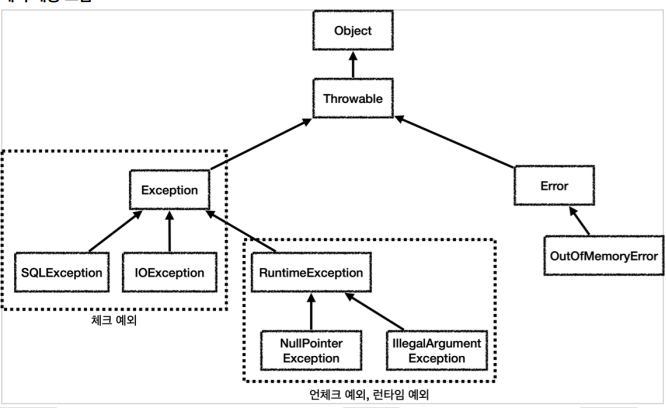 Object
Throwable
Exception
Error
SQLException
IOException
RuntimeException
OutOfMemoryError
체크 예외
NullPointer
Exception
IllegalArgument
Exception
언체크 예외, 런타임 예외